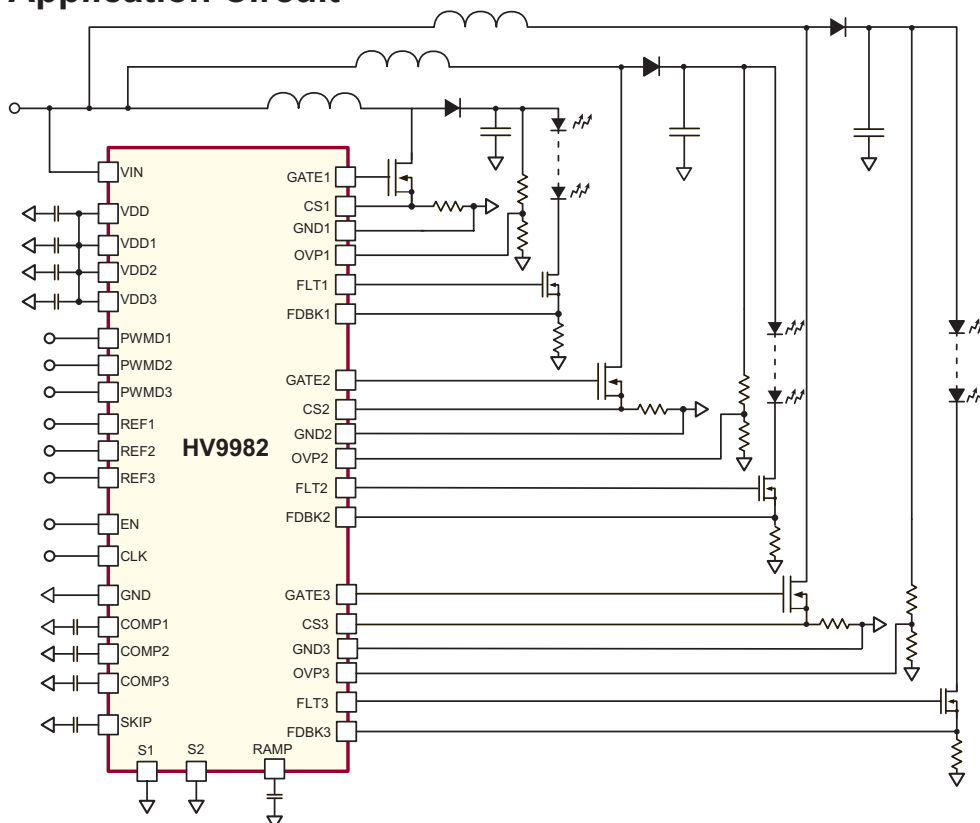 Application Circuit
VIN
VDD
VDD1
VDD2
VDD3
PWMD1
PWMD2
PWMD3
REF1
REF2
REF3
EN
CLK
GND
COMP1
COMP2
COMP3
SKIP
HV9982
GATE1
CS1
GND1
OVP1
FLT1
FDBK1
GATE2
CS2
GND2
OVP2
FLT2
FDBK2
GATE3
CS3
GND3
OVP3
FLT3
FDBK3
S1
S2
RAMP